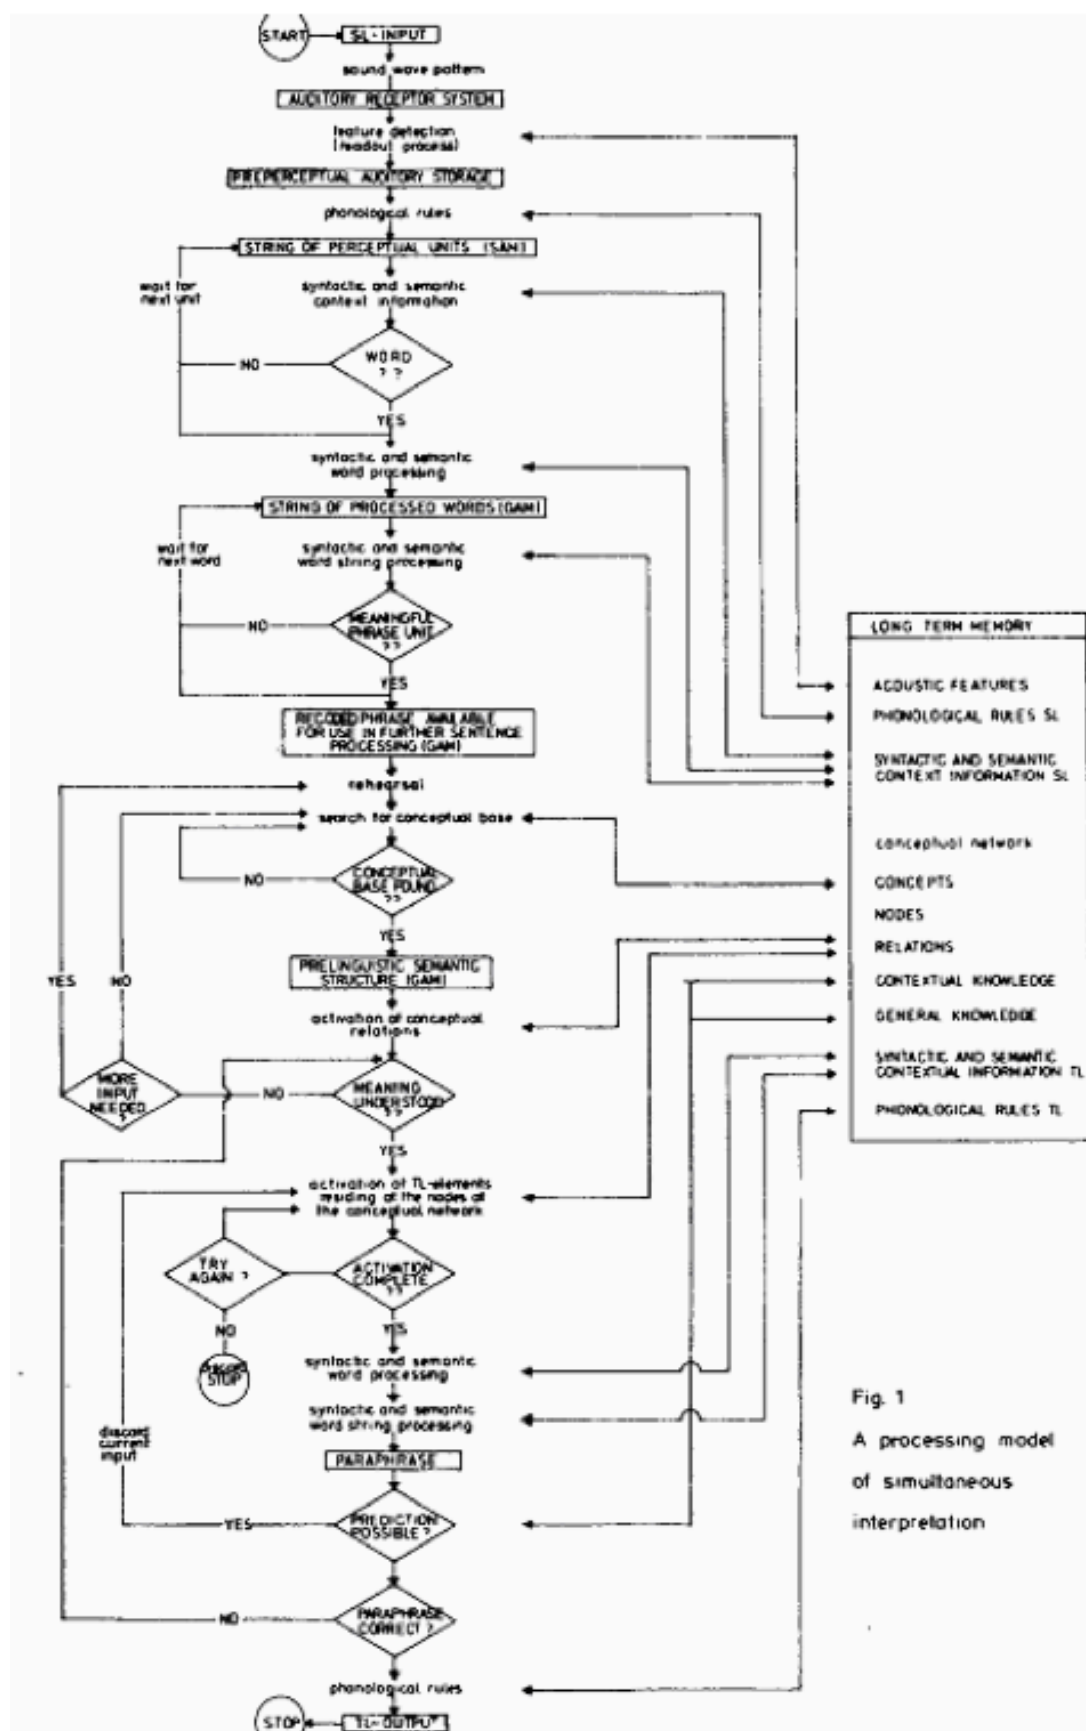 START
SL-INPUT
sound wave pattern
AUDITORY RECEPTOR SYSTEM
feature detection
(readout process)
PREPERCEPTUAL AUDITORY STORAGE
phonological rules
STRING OF PERCEPTUAL UNITS (SAM)
wait for
next unit
syntactic and semantic
context information
WORD
? ?
NO
YES
syntactic and semantic
word processing
STRING OF PROCESSED WORDS (GAM)
wait for
next word
syntactic and semantic
word string processing
MEANINGFUL
PHRASE UNIT
? ?
NO
YES
RECODED PHRASE AVAILABLE
FOR USE IN FURTHER SENTENCE
PROCESSING (GAM)
rehearsal
search for conceptual base
CONCEPTUAL
BASE FOUND
? ?
NO
YES
PRELINGUISTIC SEMANTIC
STRUCTURE (GAM)
YES
NO
activation of conceptual
relations
MORE
INPUT
NEEDED
?
NO
MEANING
UNDERSTOOD
? ?
YES
activation of TL-elements
residing at the nodes of
the conceptual network
TRY
AGAIN ?
ACTIVATION
COMPLETE
? ?
NO
YES
discard
STOP
syntactic and semantic
word processing
syntactic and semantic
word string processing
discard
current
input
PARAPHRASE
PREDICTION
POSSIBLE ?
YES
PARAPHRASE
CORRECT ?
NO
phonological rules
STOP
TL-OUTPUT
LONG TERM MEMORY
ACOUSTIC FEATURES
PHONOLOGICAL RULES SL
SYNTACTIC AND SEMANTIC
CONTEXT INFORMATION SL
conceptual network
CONCEPTS
NODES
RELATIONS
CONTEXTUAL KNOWLEDGE
GENERAL KNOWLEDGE
SYNTACTIC AND SEMANTIC
CONTEXTUAL INFORMATION TL
PHONOLOGICAL RULES TL
Fig. 1
A processing model
of simultaneous
interpretation